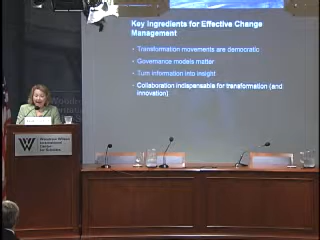 Key Ingredients for Effective Change
Management
Transformation movements are democratic
Governance models matter
Turn information into insight
Collaboration indispensable for transformation (and
innovation)
Woodrow Wilson
International
Center
for Scholars